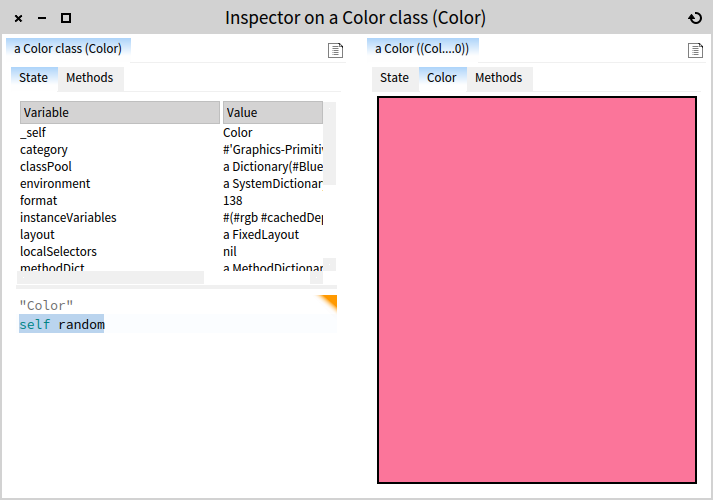 Inspector on a Color class (Color)
a Color class (Color)
State Methods
Variable Value
_self Color
category #'Graphics-Primitiv
classPool a Dictionary(#Blue
environment a SystemDictionar
format 138
instanceVariables #(#rgb #cachedDep
layout a FixedLayout
localSelectors nil
methodDict a MethodDictionar
"Color"
self random
a Color ((Col....0))
State Color Methods